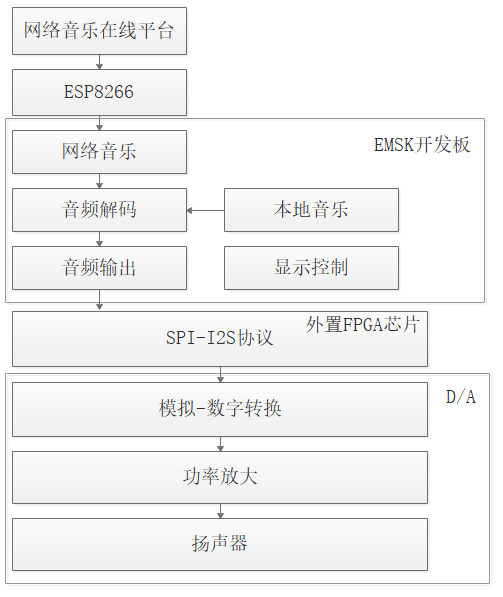 网络音乐在线平台
ESP8266
EMSK开发板
网络音乐
音频解码
本地音乐
音频输出
显示控制
外置FPGA芯片
SPI-I2S协议
D/A
模拟-数字转换
功率放大
扬声器